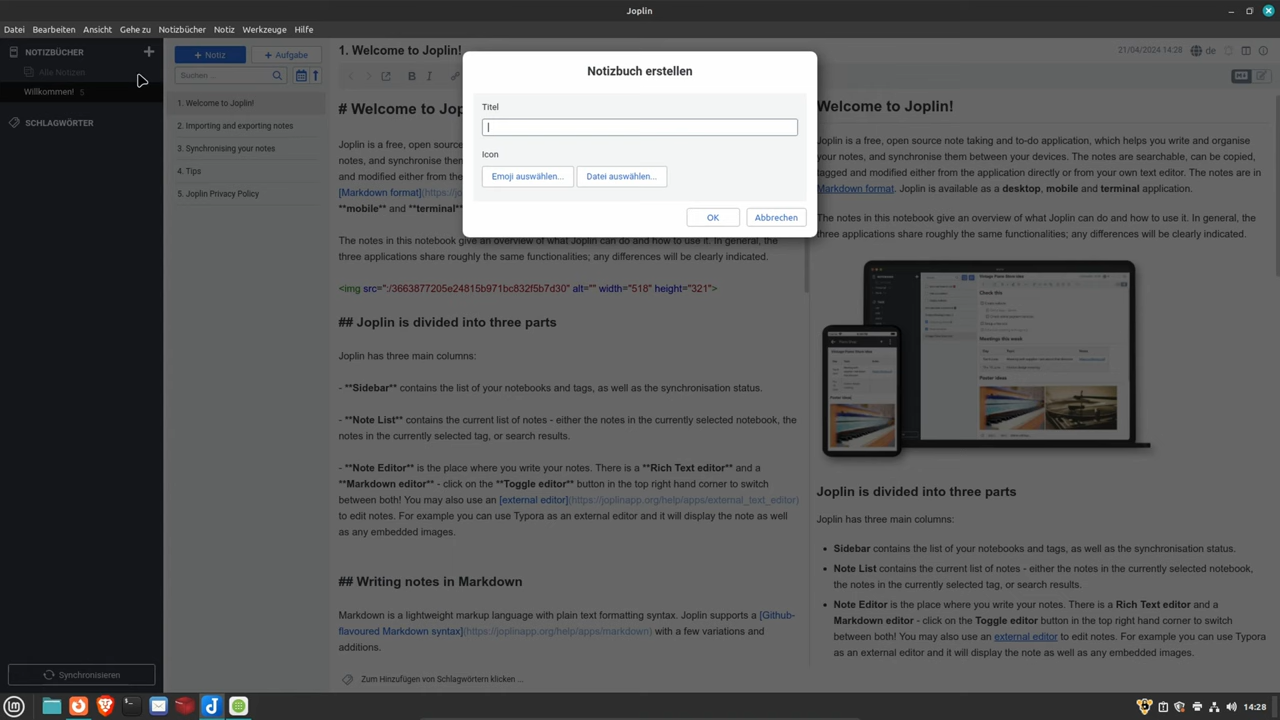 Joplin
Datei Bearbeiten Ansicht Gehe zu Notizbücher Notiz Werkzeuge Hilfe
NOTIZBÜCHER
Alle Notizen
Willkommen! 5
SCHLAGWÖRTER
Synchronisieren
+ Notiz + Aufgabe
Suchen ...
1. Welcome to Joplin!
2. Importing and exporting notes
3. Synchronising your notes
4. Tips
5. Joplin Privacy Policy
1. Welcome to Joplin!
21/04/2024 14:28 de
Notizbuch erstellen
Titel
Icon
Emoji auswählen... Datei auswählen...
OK Abbrechen
# Welcome to Jo
Joplin is a free, open sourc
notes, and synchronise them
and modified either from the
[Markdown format](https://jo
**mobile** and **terminal**
The notes in this notebook give an overview of what Joplin can do and how to use it. In general, the
three applications share roughly the same functionalities; any differences will be clearly indicated.
<img src=":/3663877205e24815b971bc832f5b7d30" alt="" width="518" height="321">
## Joplin is divided into three parts
Joplin has three main columns:
- **Sidebar** contains the list of your notebooks and tags, as well as the synchronisation status.
- **Note List** contains the current list of notes - either the notes in the currently selected notebook, the
notes in the currently selected tag, or search results.
- **Note Editor** is the place where you write your notes. There is a **Rich Text editor** and a
**Markdown editor** - click on the **Toggle editor** button in the top right hand corner to switch
between both! You may also use an [external editor](https://joplinapp.org/help/apps/external_text_editor)
to edit notes. For example you can use Typora as an external editor and it will display the note as well
as any embedded images.
## Writing notes in Markdown
Markdown is a lightweight markup language with plain text formatting syntax. Joplin supports a [Github-
flavoured Markdown syntax](https://joplinapp.org/help/apps/markdown) with a few variations and
additions.
Zum Hinzufügen von Schlagwörtern klicken ...
Welcome to Joplin!
Joplin is a free, open source note taking and to-do application, which helps you write and organise
your notes, and synchronise them between your devices. The notes are searchable, can be copied,
tagged and modified either from the application directly or from your own text editor. The notes are in
Markdown format. Joplin is available as a desktop, mobile and terminal application.
The notes in this notebook give an overview of what Joplin can do and how to use it. In general, the
three applications share roughly the same functionalities; any differences will be clearly indicated.
Check this
Meetings this week
Poster ideas
Joplin is divided into three parts
Joplin has three main columns:
• Sidebar contains the list of your notebooks and tags, as well as the synchronisation status.
• Note List contains the current list of notes - either the notes in the currently selected notebook,
the notes in the currently selected tag, or search results.
• Note Editor is the place where you write your notes. There is a Rich Text editor and a
Markdown editor - click on the Toggle editor button in the top right hand corner to switch
between both! You may also use an external editor to edit notes. For example you can use Typora
as an external editor and it will display the note as well as any embedded images.
14:28